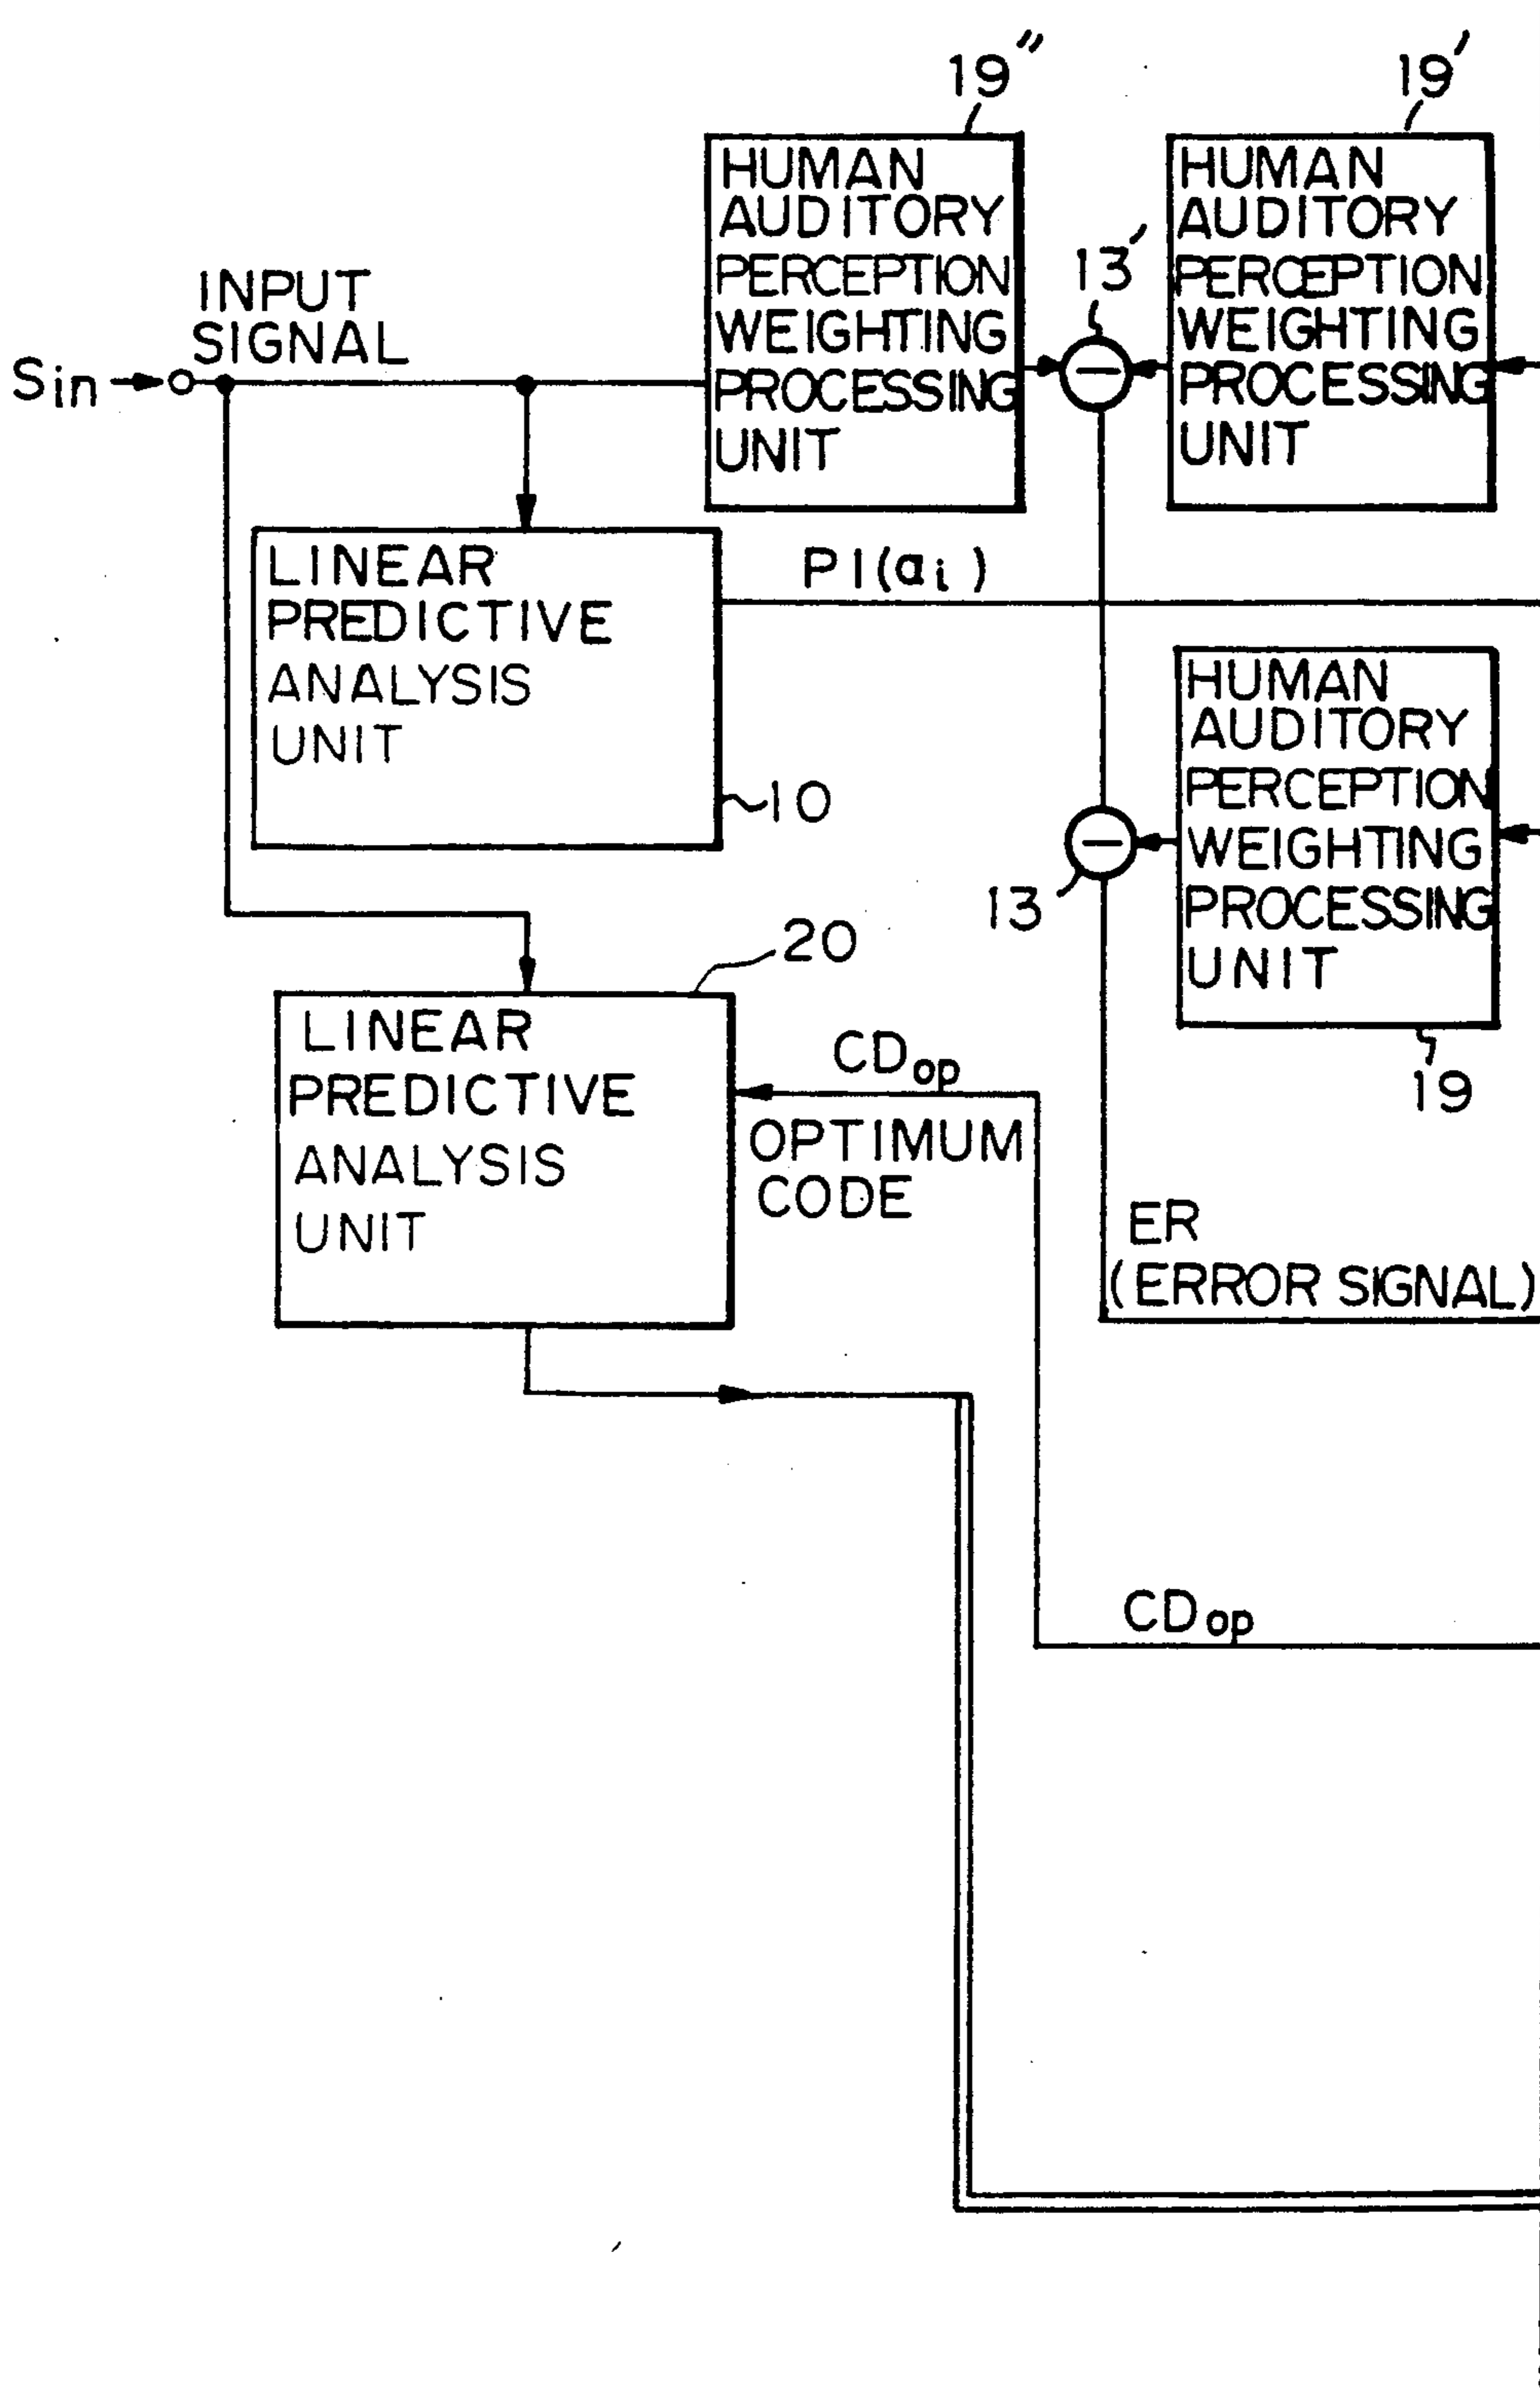 19"
19'
HUMAN
AUDITORY
PERCEPTION
WEIGHTING
PROCESSING
UNIT
13'
HUMAN
AUDITORY
PERCEPTION
WEIGHTING
PROCESSING
UNIT
INPUT
SIGNAL
Sin
LINEAR
PREDICTIVE
ANALYSIS
UNIT
10
P1(αi)
HUMAN
AUDITORY
PERCEPTION
WEIGHTING
PROCESSING
UNIT
13
19
20
LINEAR
PREDICTIVE
ANALYSIS
UNIT
CDop
OPTIMUM
CODE
ER
(ERROR SIGNAL)
CDop